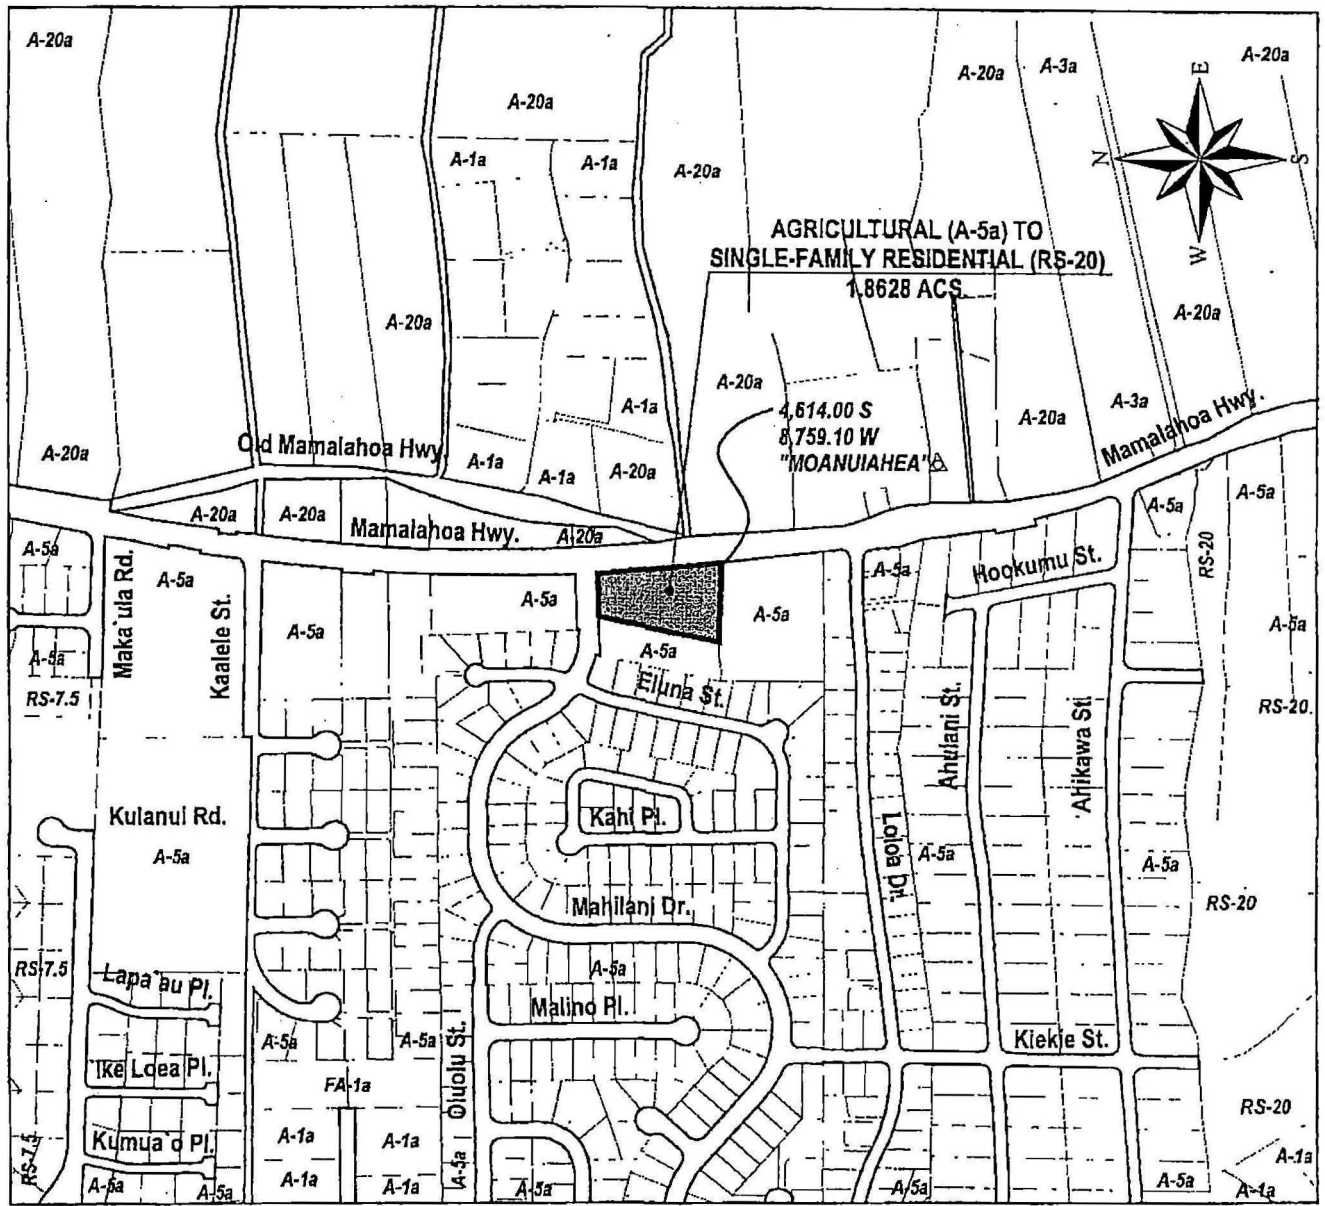 A-20a
A-20a
A-20a
A-3a
A-20a
E
N
S
W
A-1a
A-1a
A-20a
AGRICULTURAL (A-5a) TO
SINGLE-FAMILY RESIDENTIAL (RS-20)
1.8628 ACS.
A-20a
A-20a
A-20a
A-1a
4,614.00 S
8,759.10 W
"MOANUIAHEA"
A-20a
A-3a
Mamalahoa Hwy.
A-20a
Old Mamalahoa Hwy
A-1a
A-1a
A-20a
A-20a
A-20a
Mamalahoa Hwy.
A-20a
A-5a
A-5a
RS-20
A-5a
Maka`ula Rd.
A-5a
Kaalele St.
A-5a
A-5a
A-5a
A-5a
Hookumu St.
A-5a
A-5a
RS-7.5
A-5a
Eluna St.
Ahulani St.
Ahikawa St.
RS-20
Kulanui Rd.
A-5a
Kahi Pl.
Loloa Dr.
A-5a
A-5a
RS-20
Mahilani Dr.
RS-7.5
Lapa`au Pl.
A-5a
Malino Pl.
A-5a
A-5a
Oluolu St.
Kiekie St.
Ike Loea Pl.
FA-1a
RS-20
Kumua`o Pl.
RS-7.5
A-1a
A-1a
A-5a
A-5a
A-5a
A-1a
A-1a
A-5a
A-5a
A-5a
A-1a
A-1a